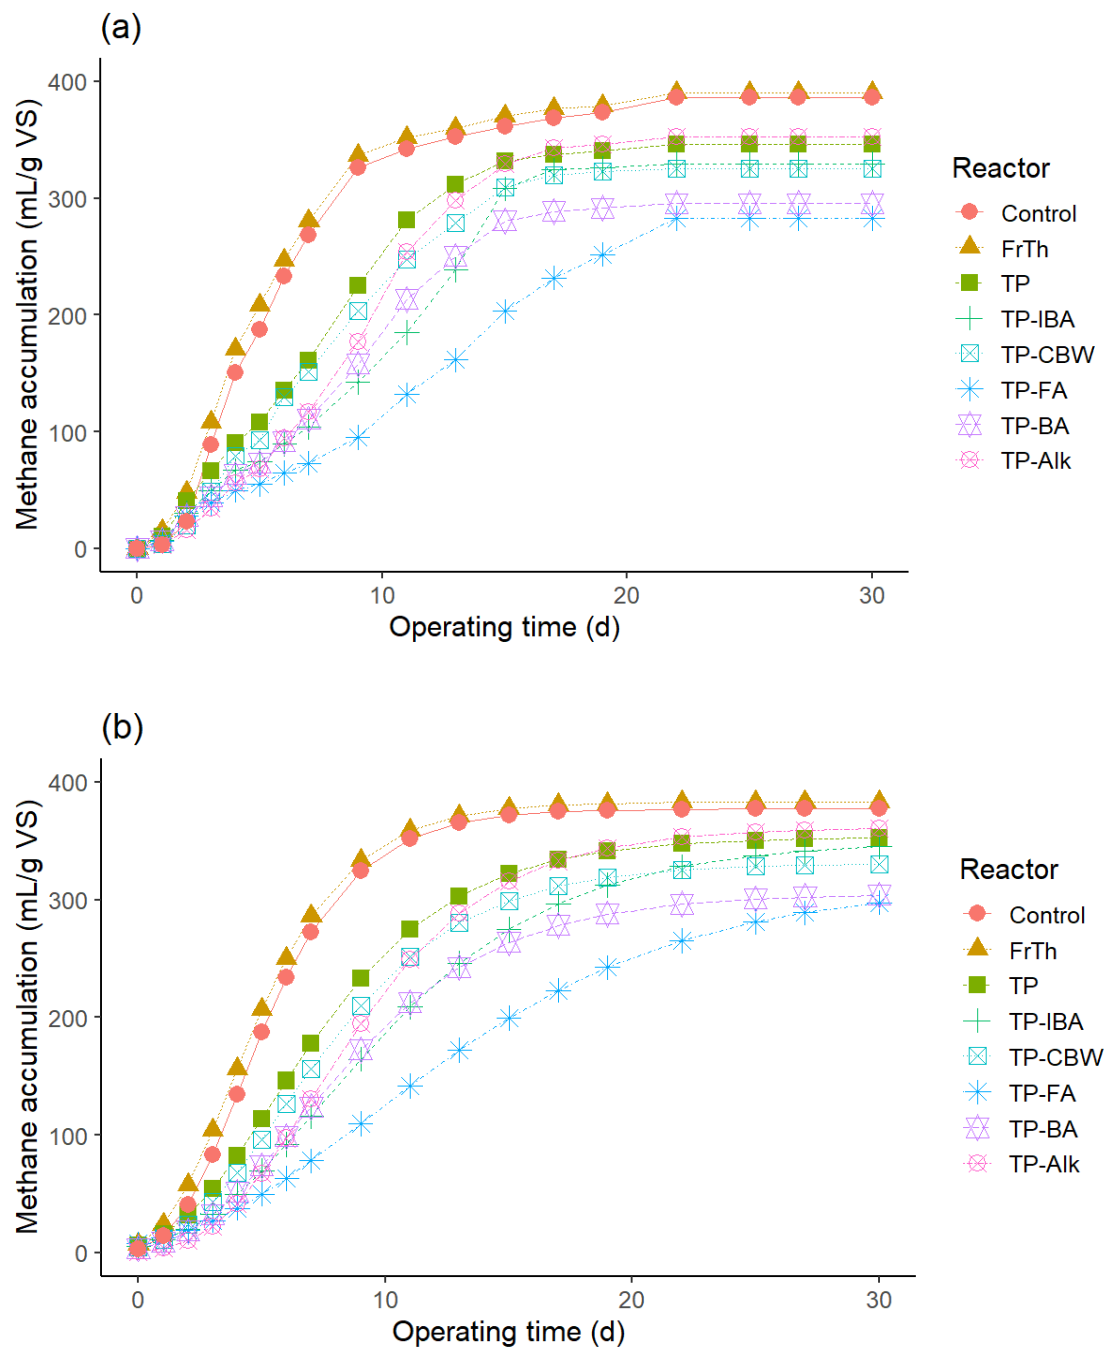 (a)
Methane accumulation (mL/g VS)
400
300
200
100
0
0 10 20 30
Operating time (d)
Reactor
Control
FrTh
TP
TP-IBA
TP-CBW
TP-FA
TP-BA
TP-Alk
(b)
Methane accumulation (mL/g VS)
400
300
200
100
0
0 10 20 30
Operating time (d)
Reactor
Control
FrTh
TP
TP-IBA
TP-CBW
TP-FA
TP-BA
TP-Alk